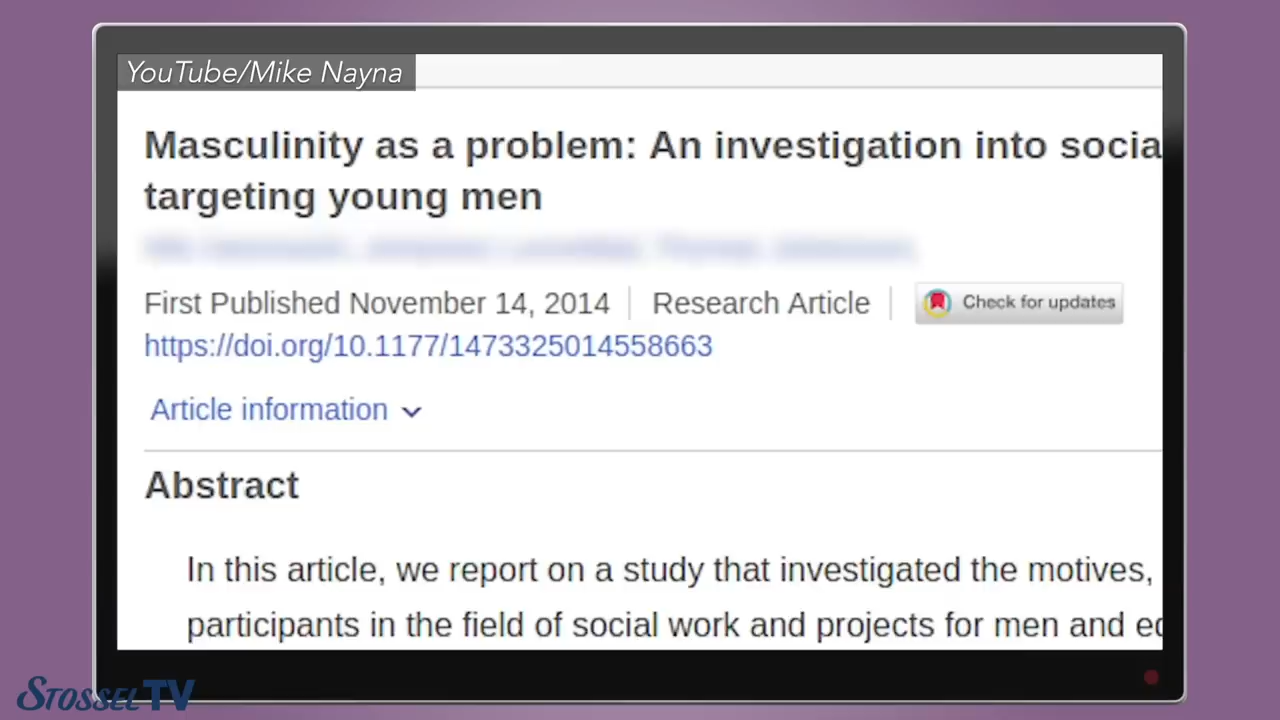 YouTube/Mike Nayna
Masculinity as a problem: An investigation into socia
targeting young men
First Published November 14, 2014
Research Article
Check for updates
https://doi.org/10.1177/1473325014558663
Article information
Abstract
In this article, we report on a study that investigated the motives,
participants in the field of social work and projects for men and
STOSSEL TV